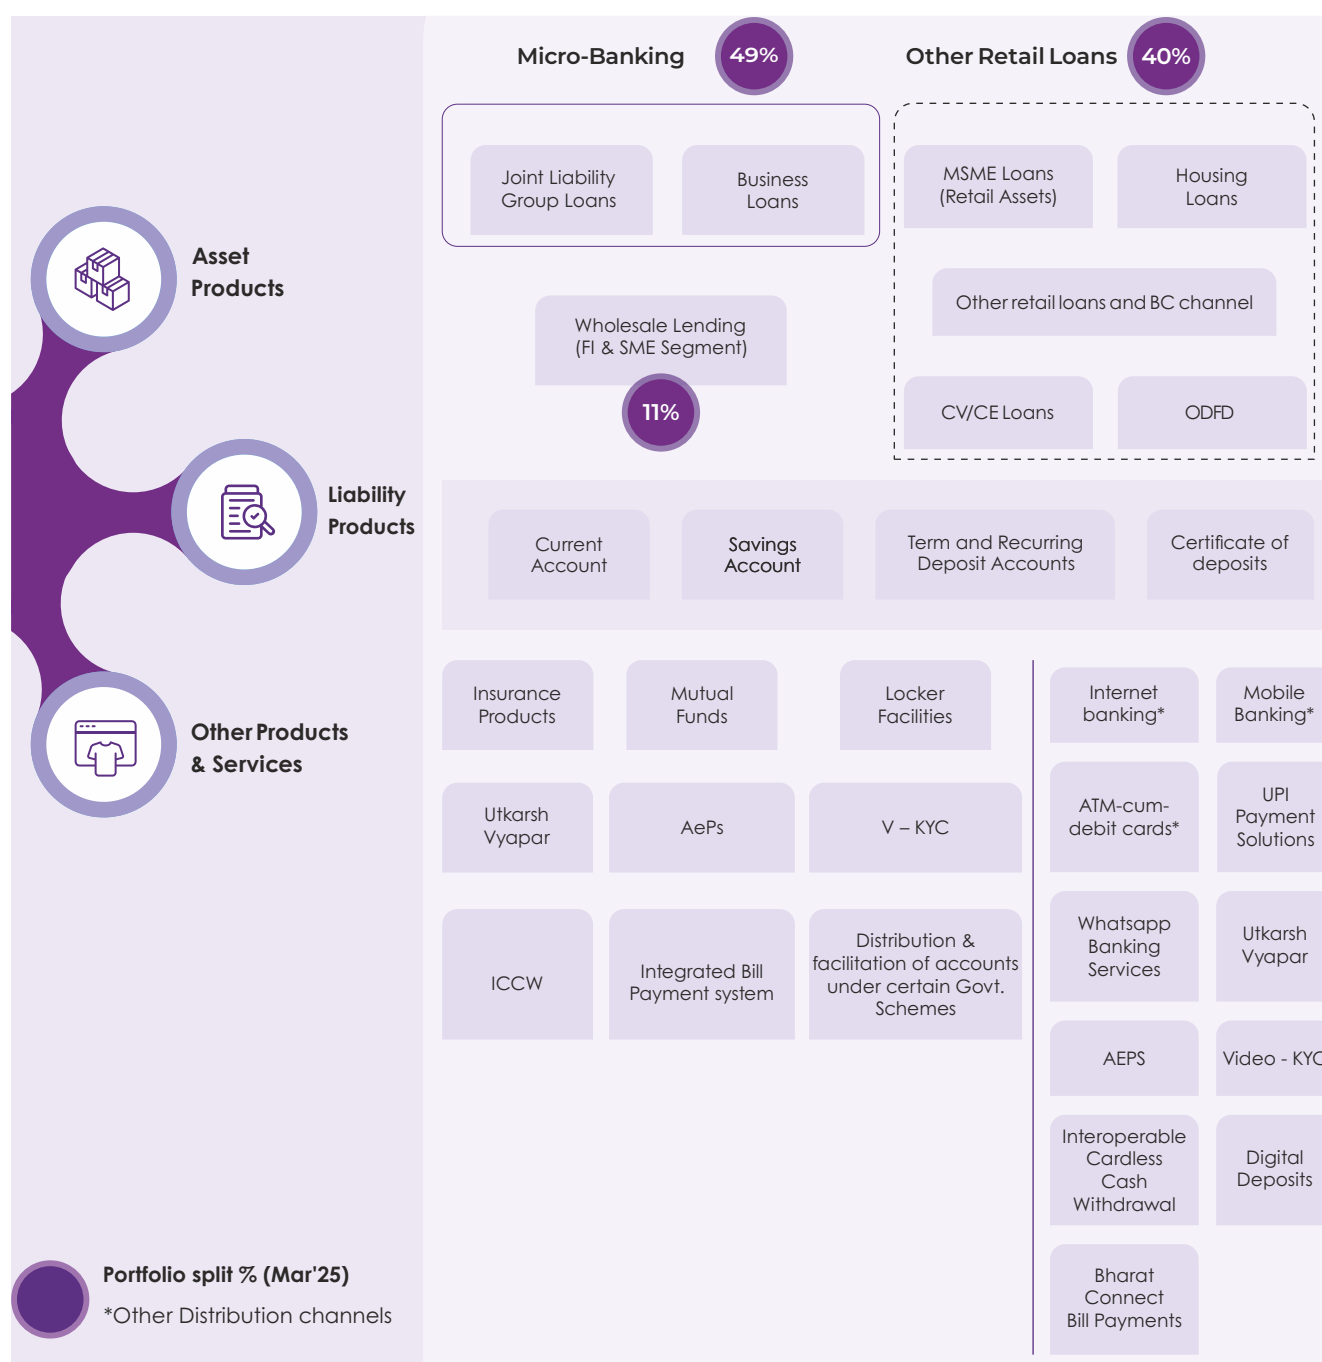 Micro-Banking
49%
Other Retail Loans
40%
Asset
Products
Joint Liability
Group Loans
Business
Loans
MSME Loans
(Retail Assets)
Housing
Loans
Wholesale Lending
(FI & SME Segment)
11%
Other retail loans and BC channel
CV/CE Loans
ODFD
Liability
Products
Current
Account
Savings
Account
Term and Recurring
Deposit Accounts
Certificate of
deposits
Other Products
& Services
Insurance
Products
Mutual
Funds
Locker
Facilities
Utkarsh
Vyapar
AePs
V – KYC
ICCW
Integrated Bill
Payment system
Distribution &
facilitation of accounts
under certain Govt.
Schemes
Internet
banking*
Mobile
Banking*
ATM-cum-
debit cards*
UPI
Payment
Solutions
Whatsapp
Banking
Services
Utkarsh
Vyapar
AEPS
Video - KYC
Interoperable
Cardless
Cash
Withdrawal
Digital
Deposits
Bharat
Connect
Bill Payments
Portfolio split % (Mar'25)
*Other Distribution channels